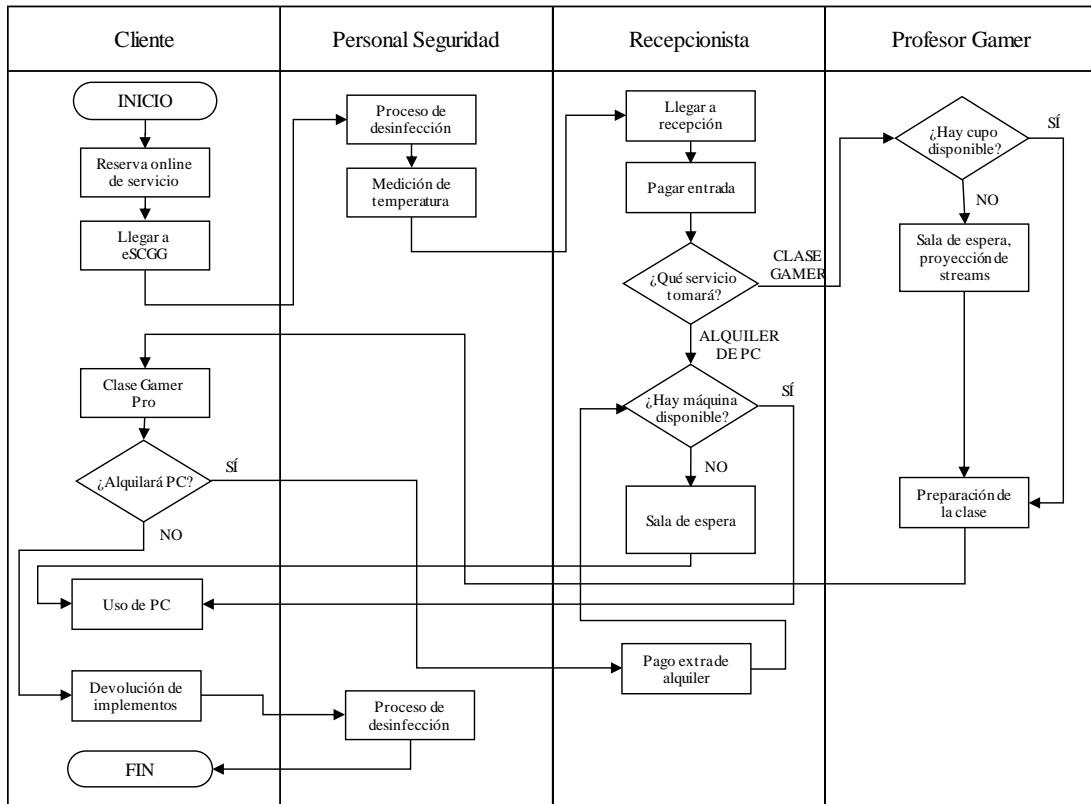 Cliente
Personal Seguridad
Recepcionista
Profesor Gamer
INICIO
Reserva online
de servicio
Llegar a
eSCGG
Clase Gamer
Pro
¿Alquilará PC?
SÍ
NO
Uso de PC
Devolución de
implementos
FIN
Proceso de
desinfección
Medición de
temperatura
Proceso de
desinfección
Llegar a
recepción
Pagar entrada
¿Qué servicio
tomará?
CLASE
GAMER
ALQUILER
DE PC
¿Hay máquina
disponible?
SÍ
NO
Sala de espera
Pago extra de
alquiler
¿Hay cupo
disponible?
SÍ
NO
Sala de espera,
proyección de
streams
Preparación de
la clase